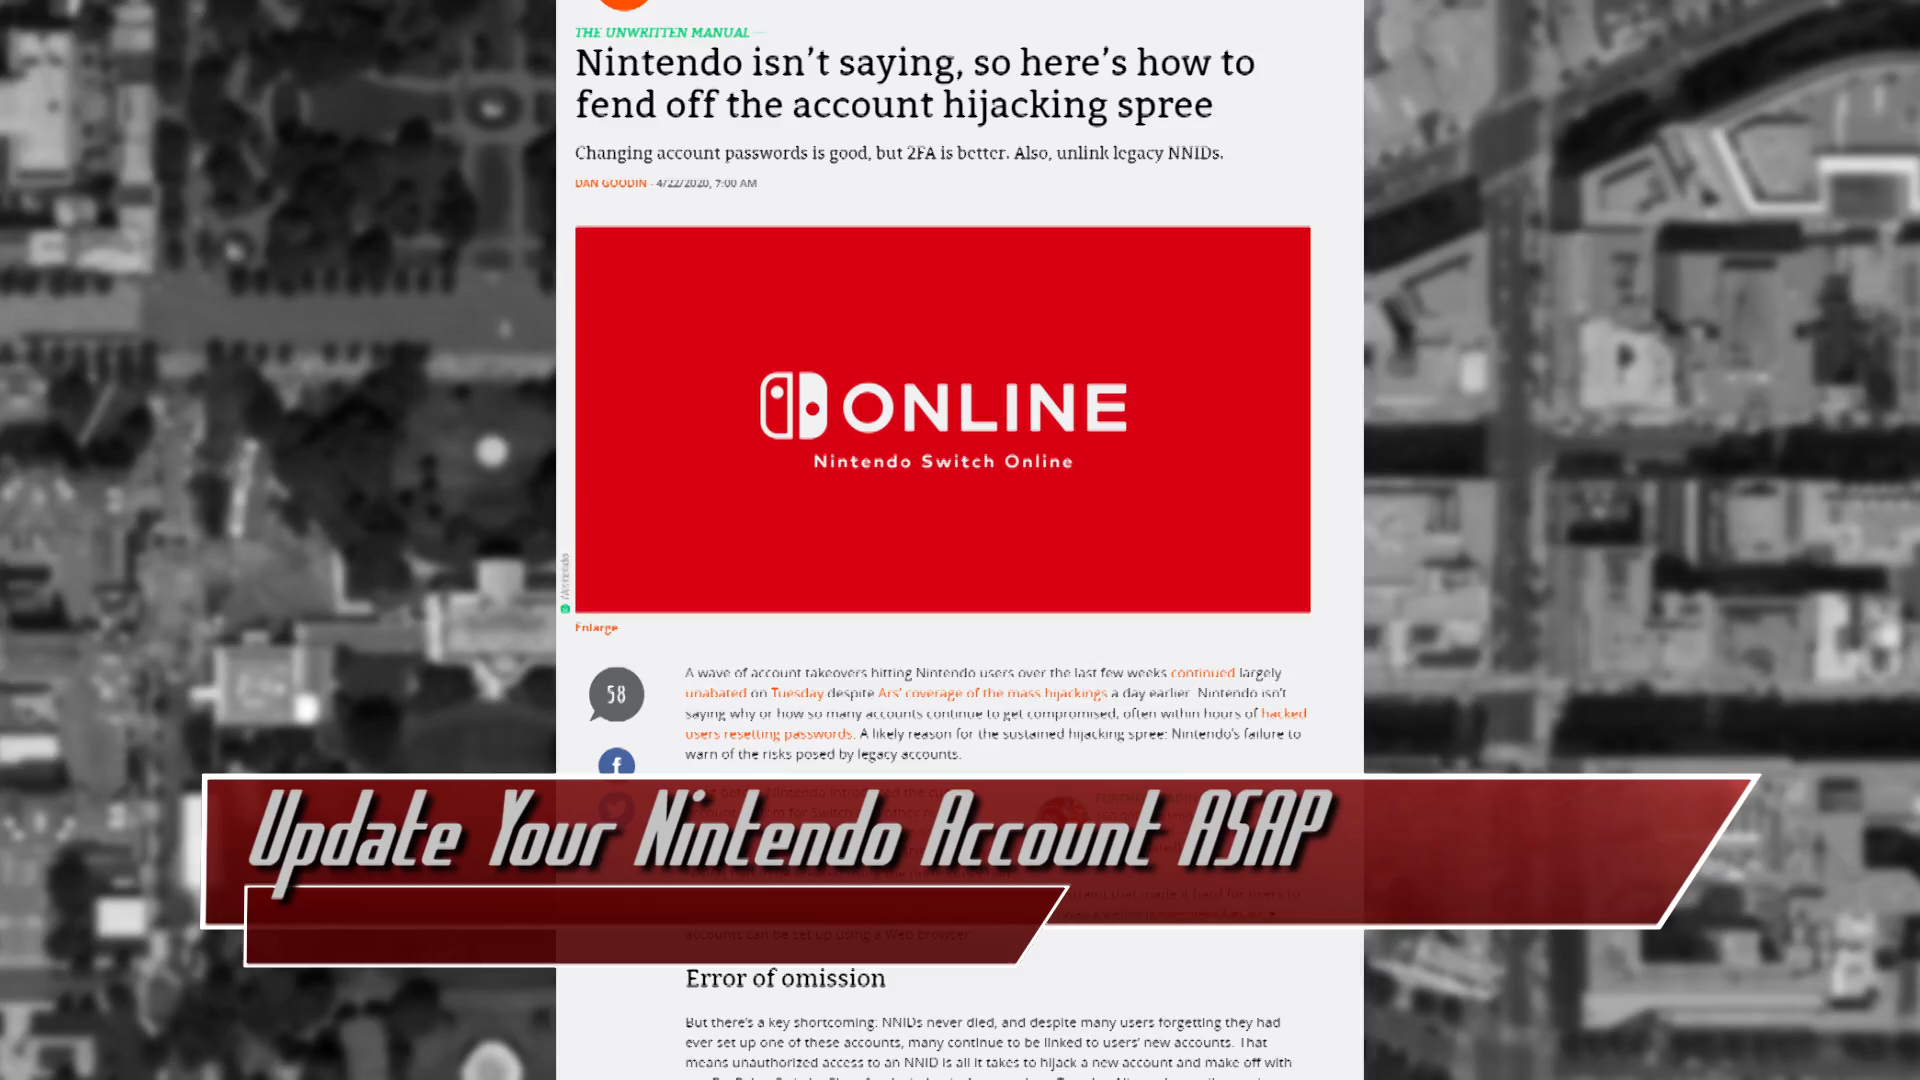 THE UNWRITTEN MANUAL —
Nintendo isn't saying, so here's how to
fend off the account hijacking spree
Changing account passwords is good, but 2FA is better. Also, unlink legacy NNIDs.
DAN GOODIN - 4/22/2020, 7:00 AM
ONLINE
Nintendo Switch Online
Nintendo
Enlarge
58
A wave of account takeovers hitting Nintendo users over the last few weeks continued largely
unabated on Tuesday despite Ars' coverage of the mass hijackings a day earlier. Nintendo isn't
saying why or how so many accounts continue to get compromised, often within hours of hacked
users resetting passwords. A likely reason for the sustained hijacking spree: Nintendo's failure to
warn of the risks posed by legacy accounts.
f
Update Your Nintendo Account ASAP
that made it hard for users to
accounts can be set up using a Web browser.
Error of omission
But there's a key shortcoming: NNIDs never died, and despite many users forgetting they had
ever set up one of these accounts, many continue to be linked to users' new accounts. That
means unauthorized access to an NNID is all it takes to hijack a new account and make off with